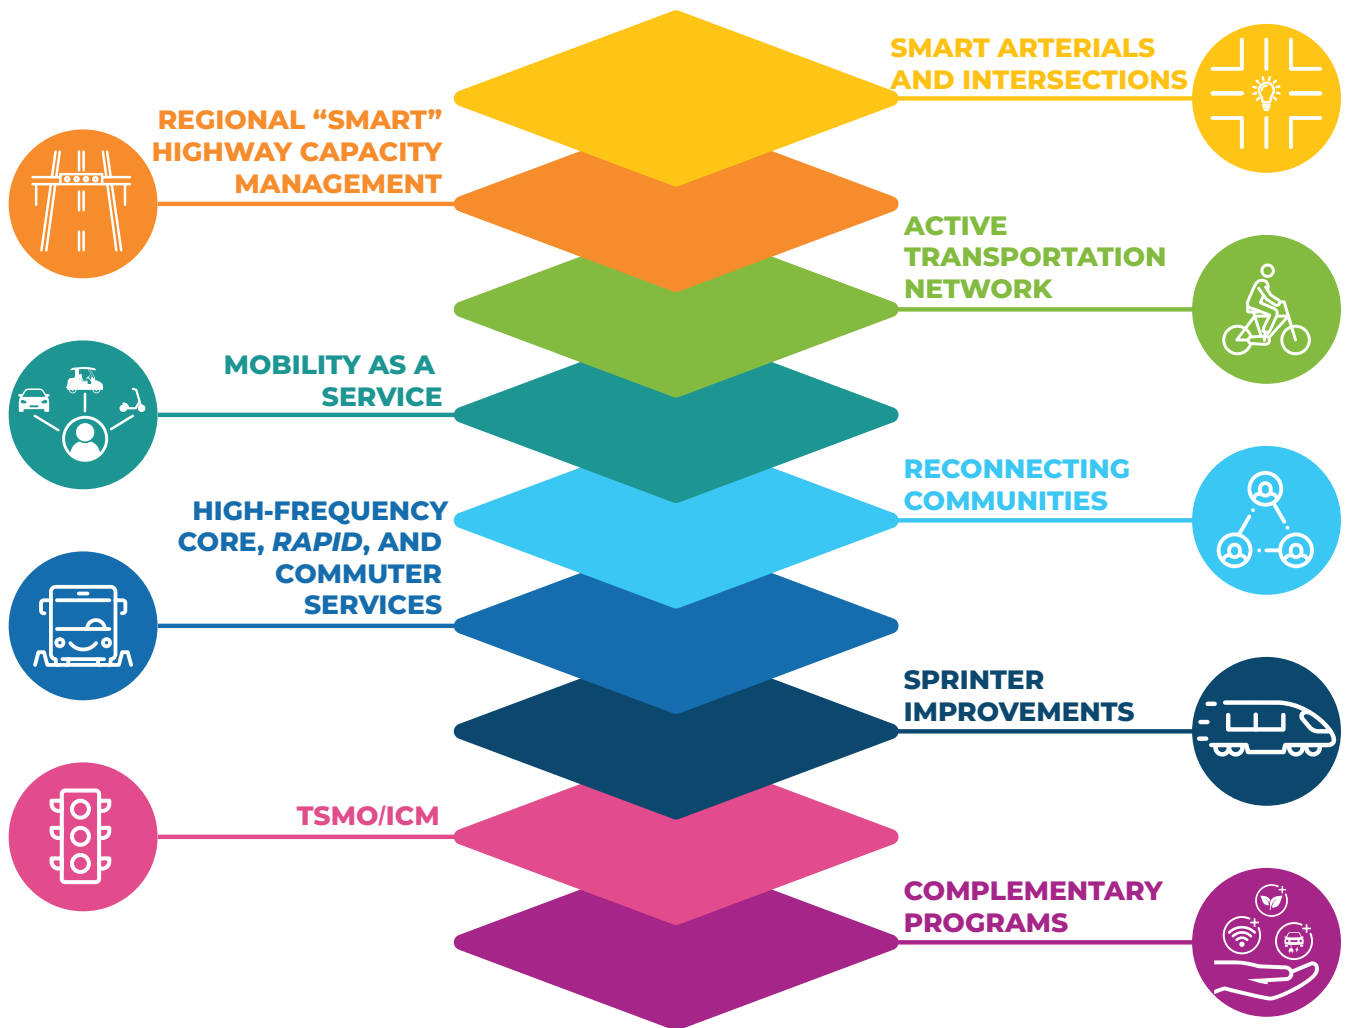 SMART ARTERIALS
AND INTERSECTIONS
REGIONAL “SMART”
HIGHWAY CAPACITY
MANAGEMENT
ACTIVE
TRANSPORTATION
NETWORK
MOBILITY AS A
SERVICE
RECONNECTING
COMMUNITIES
HIGH-FREQUENCY
CORE, RAPID, AND
COMMUTER
SERVICES
SPRINTER
IMPROVEMENTS
TSMO/ICM
COMPLEMENTARY
PROGRAMS